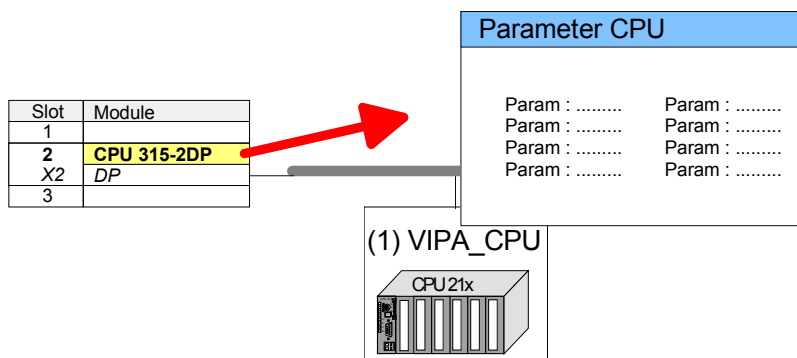 Parameter CPU
Param : ......... Param : .........
Param : ......... Param : .........
Param : ......... Param : .........
Param : .... Param : .........
Slot Module
1
2 CPU 315-2DP
X2 DP
3
(1) VIPA_CPU
CPU 21x